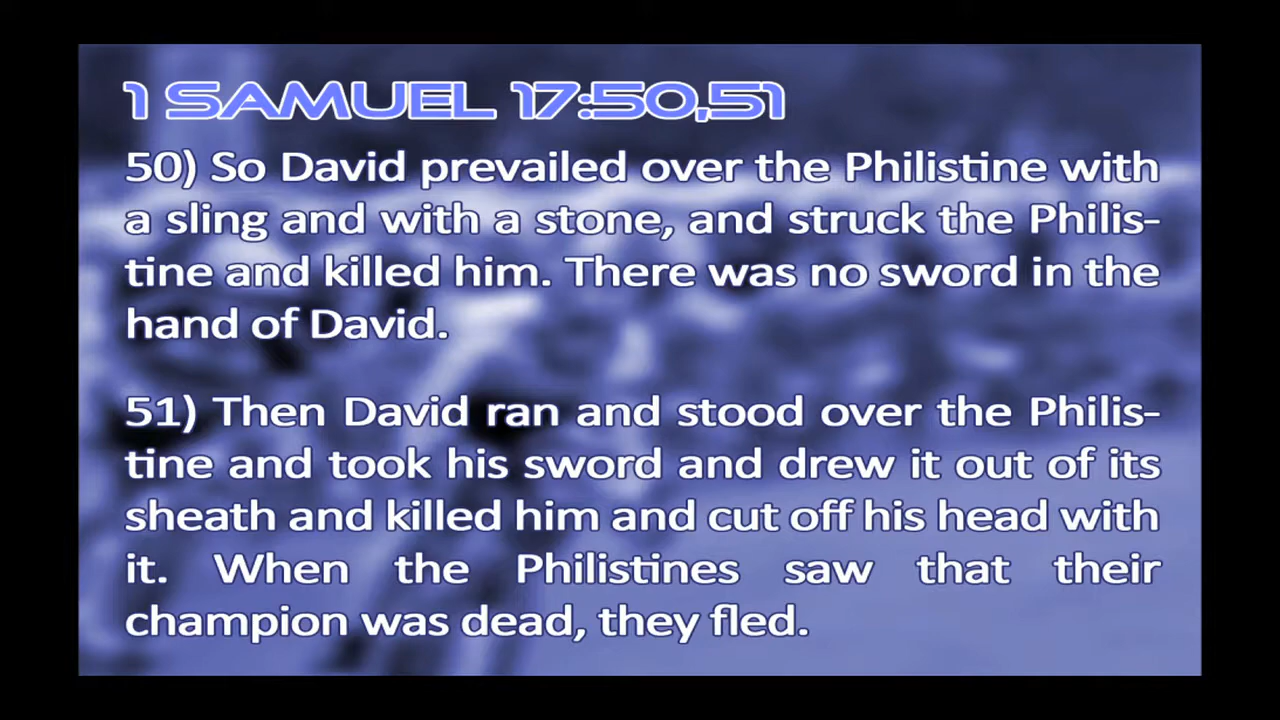 1 SAMUEL 17:50,51
50) So David prevailed over the Philistine with
a sling and with a stone, and struck the Philis-
tine and killed him. There was no sword in the
hand of David.
51) Then David ran and stood over the Philis-
tine and took his sword and drew it out of its
sheath and killed him and cut off his head with
it. When the Philistines saw that their
champion was dead, they fled.